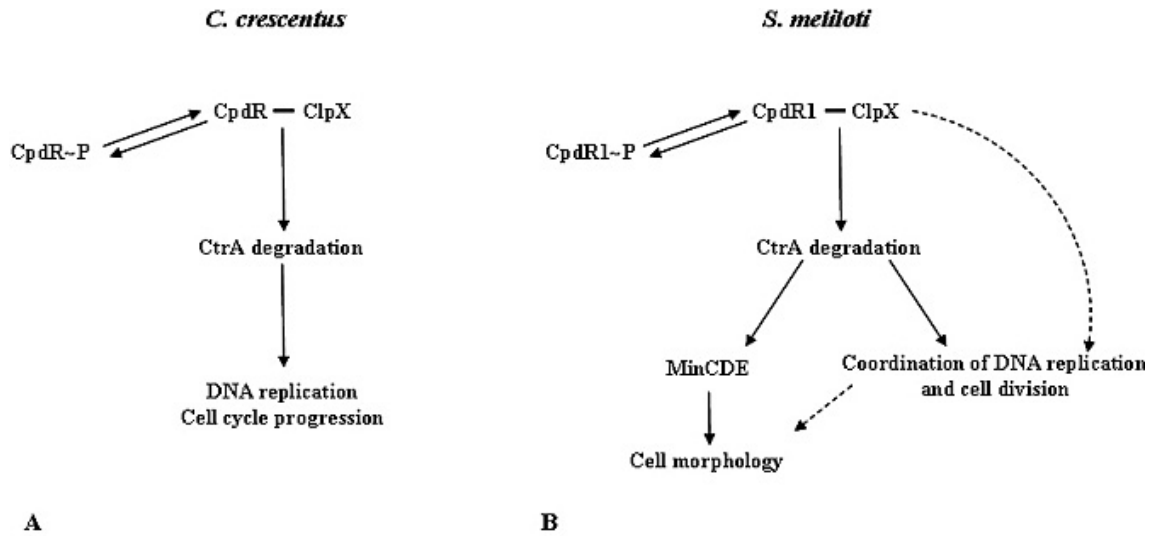 C. crescentus
CpdR – ClpX
CpdR~P
CtrA degradation
DNA replication
Cell cycle progression
A
S. meliloti
CpdR1 – ClpX
CpdR1~P
CtrA degradation
MinCDE
Coordination of DNA replication
and cell division
Cell morphology
B